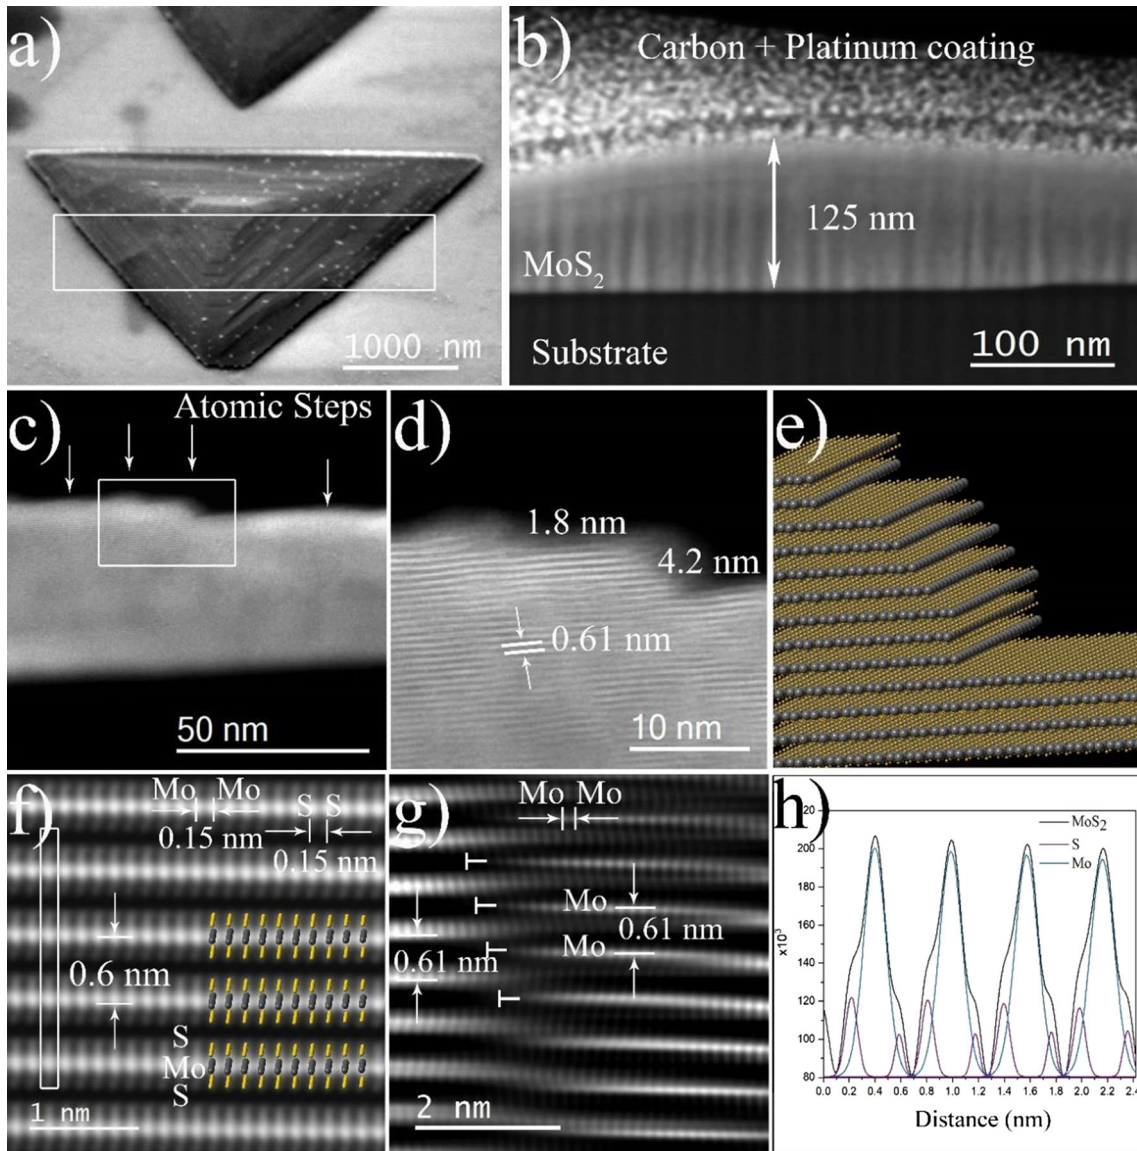 a)
1000 nm
b)
Carbon + Platinum coating
125 nm
MoS₂
Substrate
100 nm
c)
Atomic Steps
50 nm
d)
1.8 nm
4.2 nm
0.61 nm
10 nm
e)
f)
Mo Mo
0.15 nm
S S
0.15 nm
0.6 nm
S
Mo
S
1 nm
g)
Mo Mo
T
T
T
T
Mo
0.61 nm
Mo
0.61 nm
2 nm
h)
MoS₂
S
Mo
220
200
180
160
140
120
100
80
x10³
0.0 0.2 0.4 0.6 0.8 1.0 1.2 1.4 1.6 1.8 2.0 2.2 2.4
Distance (nm)